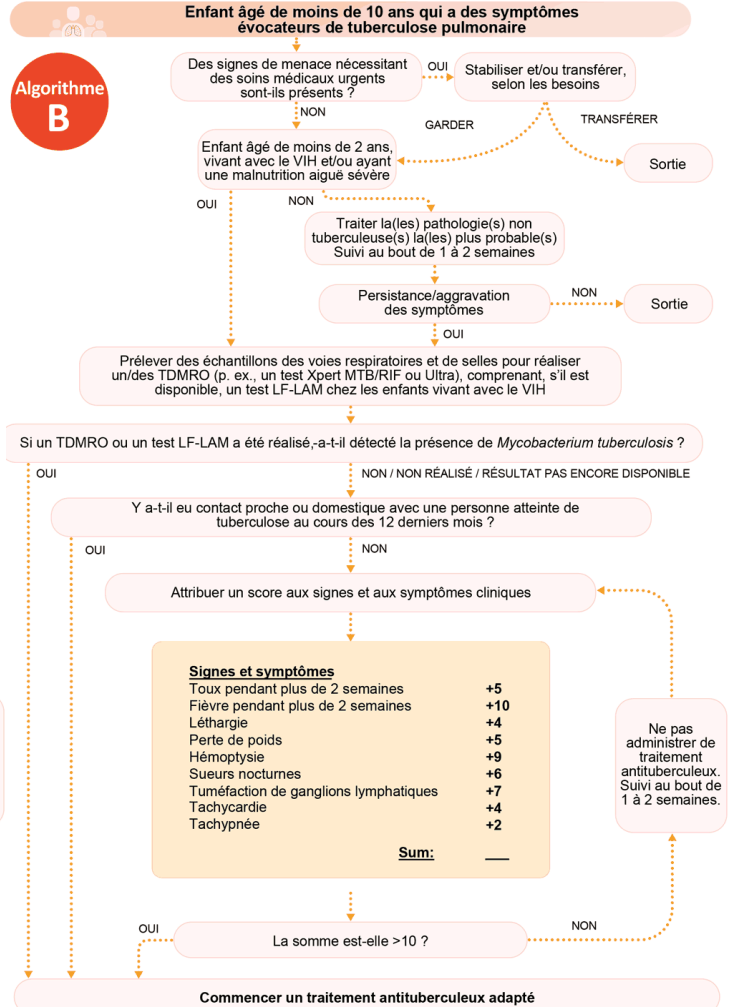 Enfant âgé de moins de 10 ans qui a des symptômes
évocateurs de tuberculose pulmonaire
Algorithme
B
Des signes de menace nécessitant
des soins médicaux urgents
sont-ils présents ?
OUI
Stabiliser et/ou transférer,
selon les besoins
NON
GARDER
TRANSFÉRER
Enfant âgé de moins de 2 ans,
vivant avec le VIH et/ou ayant
une malnutrition aiguë sévère
Sortie
OUI
NON
Traiter la(les) pathologie(s) non
tuberculeuse(s) la(les) plus probable(s)
Suivi au bout de 1 à 2 semaines
Persistance/aggravation
des symptômes
NON
Sortie
OUI
Prélever des échantillons des voies respiratoires et de selles pour réaliser
un/des TDMRO (p. ex., un test Xpert MTB/RIF ou Ultra), comprenant, s’il est
disponible, un test LF-LAM chez les enfants vivant avec le VIH
Si un TDMRO ou un test LF-LAM a été réalisé,-a-t-il détecté la présence de Mycobacterium tuberculosis ?
OUI
NON / NON RÉALISÉ / RÉSULTAT PAS ENCORE DISPONIBLE
Y a-t-il eu contact proche ou domestique avec une personne atteinte de
tuberculose au cours des 12 derniers mois ?
OUI
NON
Attribuer un score aux signes et aux symptômes cliniques
Signes et symptômes
Toux pendant plus de 2 semaines +5
Fièvre pendant plus de 2 semaines +10
Léthargie +4
Perte de poids +5
Hémoptysie +9
Sueurs nocturnes +6
Tuméfaction de ganglions lymphatiques +7
Tachycardie +4
Tachypnée +2
Sum: ___
Ne pas
administrer de
traitement
antituberculeux.
Suivi au bout de
1 à 2 semaines.
OUI
La somme est-elle >10 ?
NON
Commencer un traitement antituberculeux adapté